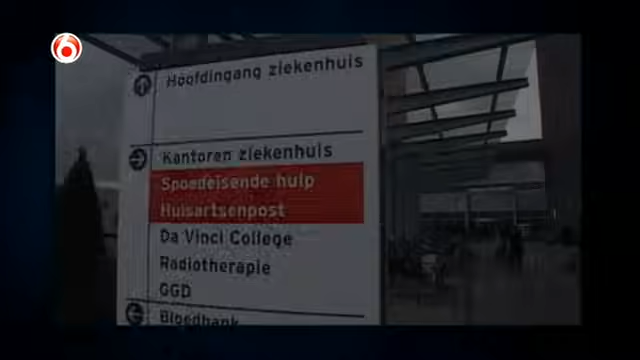 6
Hoofdingang ziekenhuis
Kantoren ziekenhuis
Spoedeisende hulp
Huisartsenpost
Da Vinci College
Radiotherapie
GGD
Bloedbank